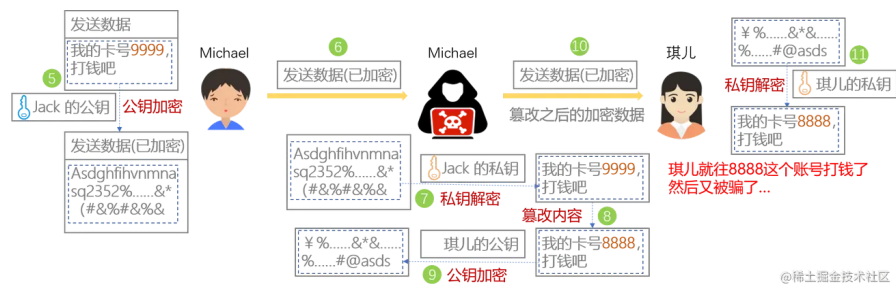 发送数据
我的卡号9999,
打钱吧
5
Jack 的公钥
公钥加密
发送数据(已加密)
Asdghfihvnmna
sq2352%......&*
(#&%#&%&&
Michael
6
发送数据(已加密)
Michael
10
发送数据(已加密)
篡改之后的加密数据
琪儿
￥%......&*&......
%......#@asds
11
私钥解密
琪儿的私钥
我的卡号8888,
打钱吧
琪儿就往8888这个账号打钱了
然后又被骗了...
Asdghfihvnmna
sq2352%......&*
(#&%#&%&&
Jack 的私钥
7
私钥解密
我的卡号9999,
打钱吧
篡改内容
8
￥%......&*&......
%......#@asds
琪儿的公钥
9
公钥加密
我的卡号8888,
打钱吧
@稀土掘金技术社区